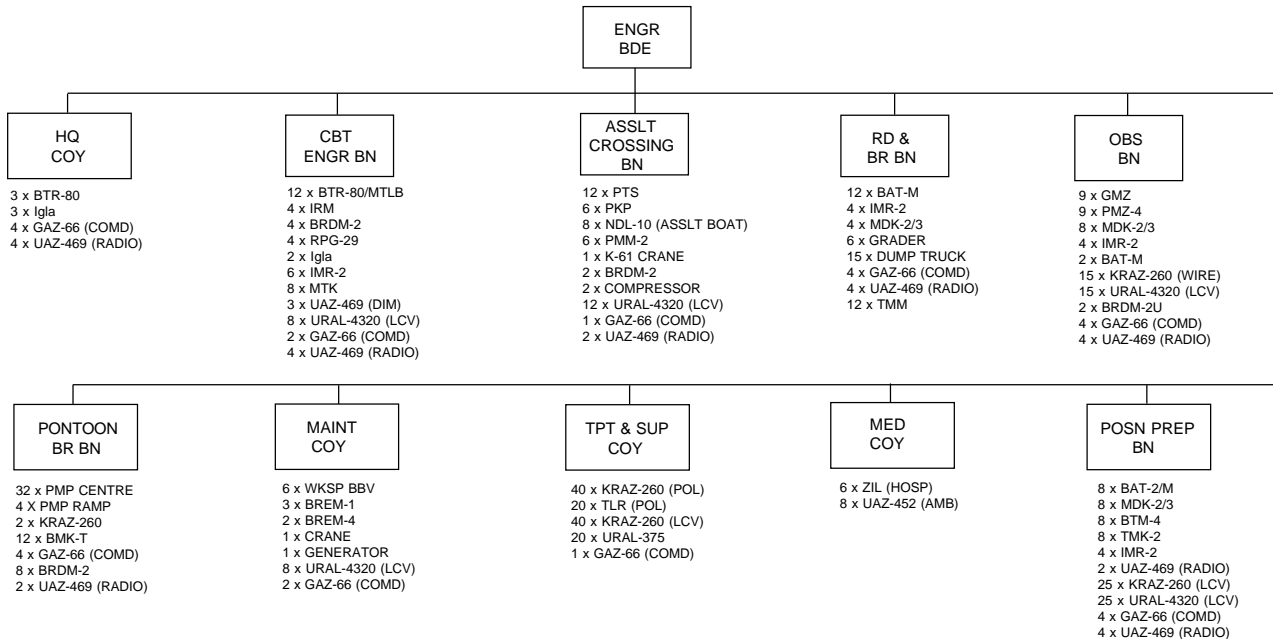 ENGR
BDE
HQ
COY
3 x BTR-80
3 x Igla
4 x GAZ-66 (COMD)
4 x UAZ-469 (RADIO)
CBT
ENGR BN
12 x BTR-80/MTLB
4 x IRM
4 x BRDM-2
4 x RPG-29
2 x Igla
6 x IMR-2
8 x MTK
3 x UAZ-469 (DIM)
8 x URAL-4320 (LCV)
2 x GAZ-66 (COMD)
4 x UAZ-469 (RADIO)
ASSLT
CROSSING
BN
12 x PTS
6 x PKP
8 x NDL-10 (ASSLT BOAT)
6 x PMM-2
1 x K-61 CRANE
2 x BRDM-2
2 x COMPRESSOR
12 x URAL-4320 (LCV)
1 x GAZ-66 (COMD)
2 x UAZ-469 (RADIO)
RD &
BR BN
12 x BAT-M
4 x IMR-2
4 x MDK-2/3
6 x GRADER
15 x DUMP TRUCK
4 x GAZ-66 (COMD)
4 x UAZ-469 (RADIO)
12 x TMM
OBS
BN
9 x GMZ
9 x PMZ-4
8 x MDK-2/3
4 x IMR-2
2 x BAT-M
15 x KRAZ-260 (WIRE)
15 x URAL-4320 (LCV)
2 x BRDM-2U
4 x GAZ-66 (COMD)
4 x UAZ-469 (RADIO)
PONTOON
BR BN
32 x PMP CENTRE
4 X PMP RAMP
2 x KRAZ-260
12 x BMK-T
4 x GAZ-66 (COMD)
8 x BRDM-2
2 x UAZ-469 (RADIO)
MAINT
COY
6 x WKSP BBV
3 x BREM-1
2 x BREM-4
1 x CRANE
1 x GENERATOR
8 x URAL-4320 (LCV)
2 x GAZ-66 (COMD)
TPT & SUP
COY
40 x KRAZ-260 (POL)
20 x TLR (POL)
40 x KRAZ-260 (LCV)
20 x URAL-375
1 x GAZ-66 (COMD)
MED
COY
6 x ZIL (HOSP)
8 x UAZ-452 (AMB)
POSN PREP
BN
8 x BAT-2/M
8 x MDK-2/3
8 x BTM-4
8 x TMK-2
4 x IMR-2
2 x UAZ-469 (RADIO)
25 x KRAZ-260 (LCV)
25 x URAL-4320 (LCV)
4 x GAZ-66 (COMD)
4 x UAZ-469 (RADIO)